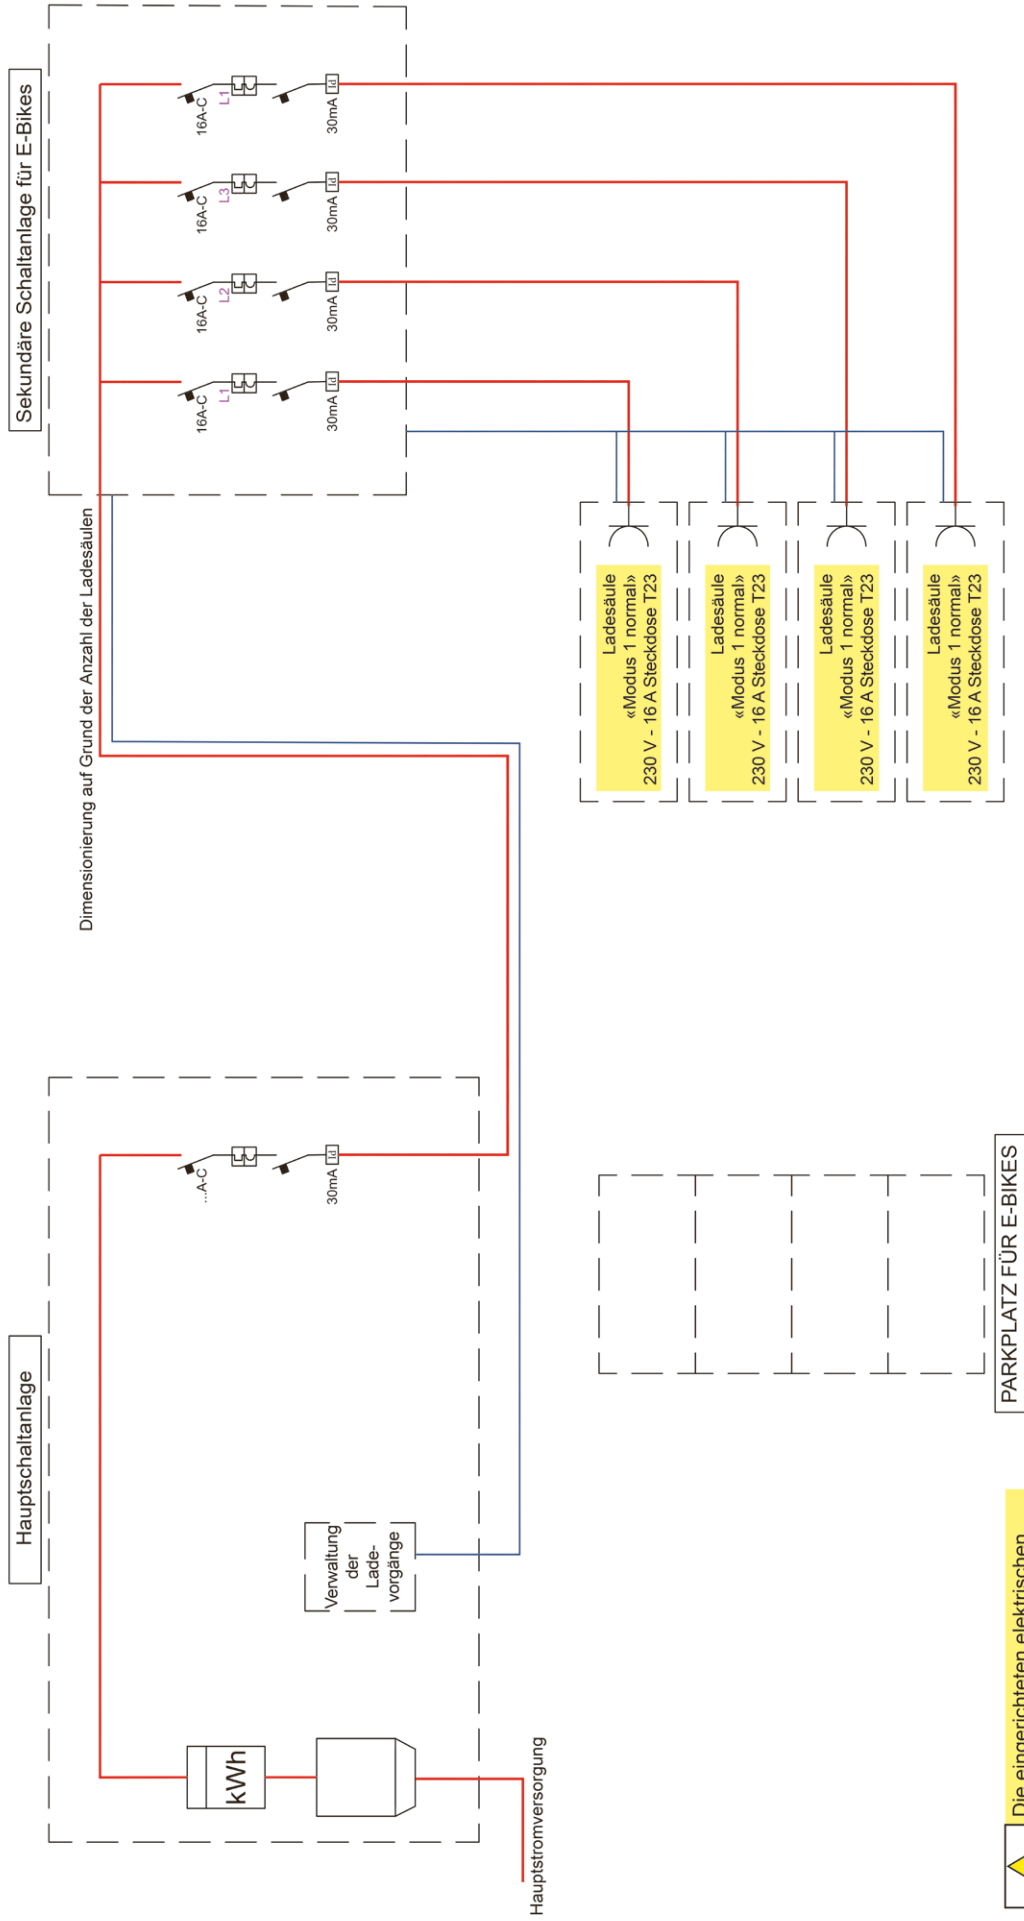 Hauptschaltanlage
Sekundäre Schaltanlage für E-Bikes
Dimensionierung auf Grund der Anzahl der Ladesäulen
kWh
Hauptstromversorgung
Verwaltung
der
Lade-
vorgänge
...A-C
30mA
Id
16A-C
L1
30mA
Id
16A-C
L2
30mA
Id
16A-C
L3
30mA
Id
16A-C
L1
30mA
Id
Ladesäule
«Modus 1 normal»
230 V - 16 A Steckdose T23
Ladesäule
«Modus 1 normal»
230 V - 16 A Steckdose T23
Ladesäule
«Modus 1 normal»
230 V - 16 A Steckdose T23
Ladesäule
«Modus 1 normal»
230 V - 16 A Steckdose T23
PARKPLATZ FÜR E-BIKES
Die eingerichteten elektrischen